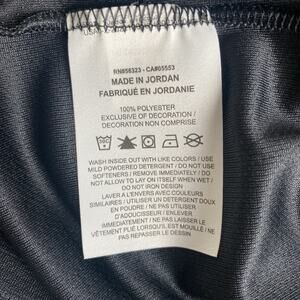 RN#56323 - CA#05553
MADE IN JORDAN
FABRIQUÉ EN JORDANIE
100% POLYESTER
EXCLUSIVE OF DECORATION /
DECORATION NON COMPRISE
WASH INSIDE OUT WITH LIKE COLORS / USE
MILD POWDERED DETERGENT / DO NOT USE
SOFTENERS / REMOVE IMMEDIATELY / DO
NOT ALLOW TO LAY ON ITSELF WHEN WET /
DO NOT IRON DESIGN
LAVER A L'ENVERS AVEC COULEURS
SIMILAIRES / UTILISER UN DETERGENT DOUX
EN POUDRE / NE PAS UTILISER
D'ADOUCISSEUR / ENLEVER
IMMEDIATEMENT / NE PAS LAISSER LE
VÊTEMENT PLIÉ LORSQU'IL EST MOUILLÉ / NE
PAS REPASSER LE DESSIN